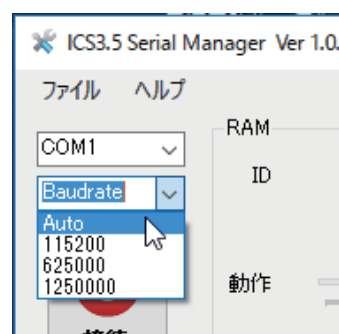 ICS3.5 Serial Manager Ver 1.0.
ファイル ヘルプ
COM1
RAM
Baudrate
ID
Auto
115200
625000
1250000
動作